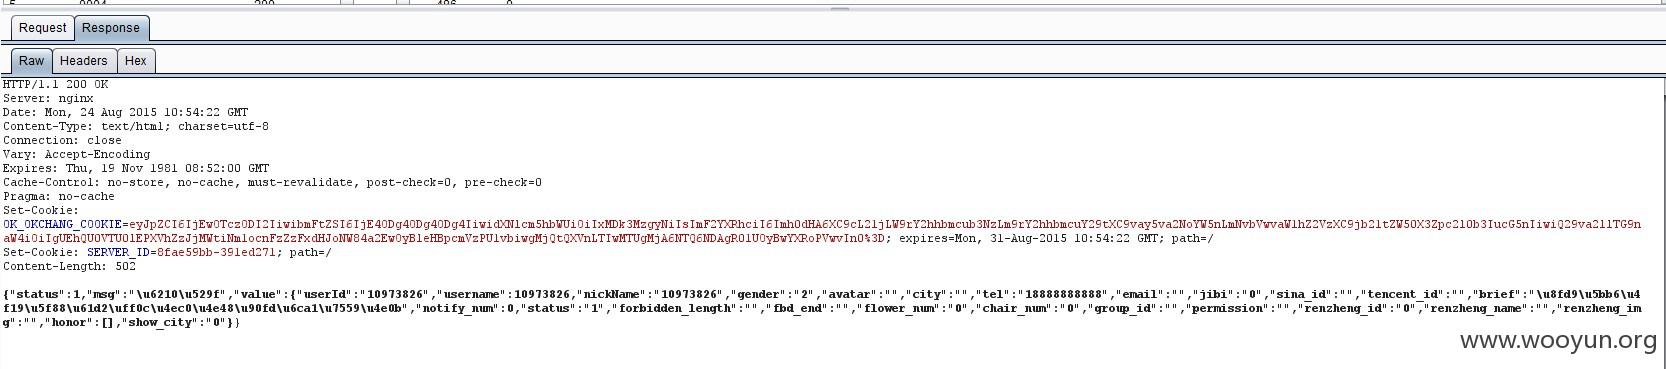 Request Response
Raw Headers Hex
HTTP/1.1 200 OK
Server: nginx
Date: Mon, 24 Aug 2015 10:54:22 GMT
Content-Type: text/html; charset=utf-8
Connection: close
Vary: Accept-Encoding
Expires: Thu, 19 Nov 1981 08:52:00 GMT
Cache-Control: no-store, no-cache, must-revalidate, post-check=0, pre-check=0
Pragma: no-cache
Set-Cookie:
expires=Mon, 31-Aug-2015 10:54:22 GMT; path=/
Set-Cookie: SERVER_ID=8fae59bb-391ed271; path=/
Content-Length: 502
{"status":1,"msg":"\u6210\u529f","value":{"userId":"10973826","username":10973826,"nickName":"10973826","gender":"2","avatar":"","city":"","tel":"18888888888","email":"","jibi":"0","sina_id":"","tencent_id":"","brief":"\u8fd9\u5bb6\u4
f19\u5f88\u61d2\uff0c\u4ec0\u4e48\u90fd\u6ca1\u7559\u4e0b","notify_num":0,"status":"1","forbidden_length":"","fbd_end":"","flower_num":"0","chair_num":"0","group_id":"","permission":"","renzheng_id":"0","renzheng_name":"","renzheng_im
g":"","honor":[],"show_city":"0"}}
www.wooyun.org